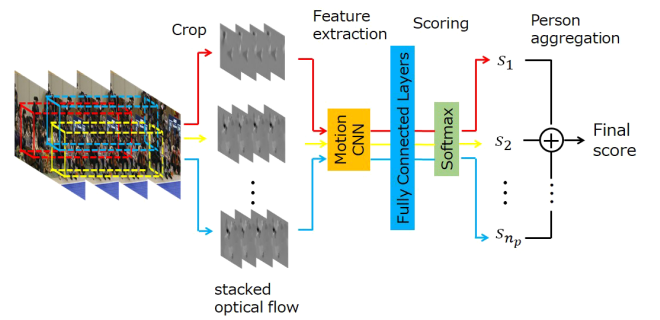 Crop
Feature
extraction
Scoring
Person
aggregation
Motion
CNN
Fully Connected Layers
Softmax
S₁
S₂
Sₙₚ
Final
score
stacked
optical flow